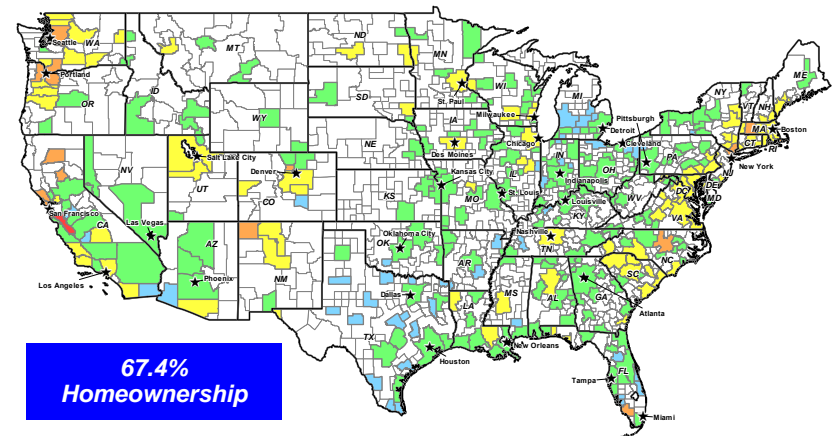 ND
ME
WA
Seattle
MT
MN
Portland
VT
NH
NY
MI
WI
ID
SD
OR
St. Paul
Pittsburgh
MA
Boston
Milwaukee
WY
Detroit
CT
RI
IA
Cleveland
Chicago
PA
NE
Des Moines
New York
Salt Lake City
NJ
IN
OH
IL
NV
Denver
Kansas City
DE
DC
UT
Indianapolis
MD
CO
WV
St. Louis
KS
MO
VA
San Francisco
Louisville
Las Vegas
KY
CA
Nashville
Oklahoma City
AZ
TN
NC
OK
AR
NM
SC
Phoenix
Los Angeles
Dallas
MS
AL
GA
LA
Atlanta
TX
New Orleans
Houston
67.4%
Homeownership
FL
Tampa
Miami